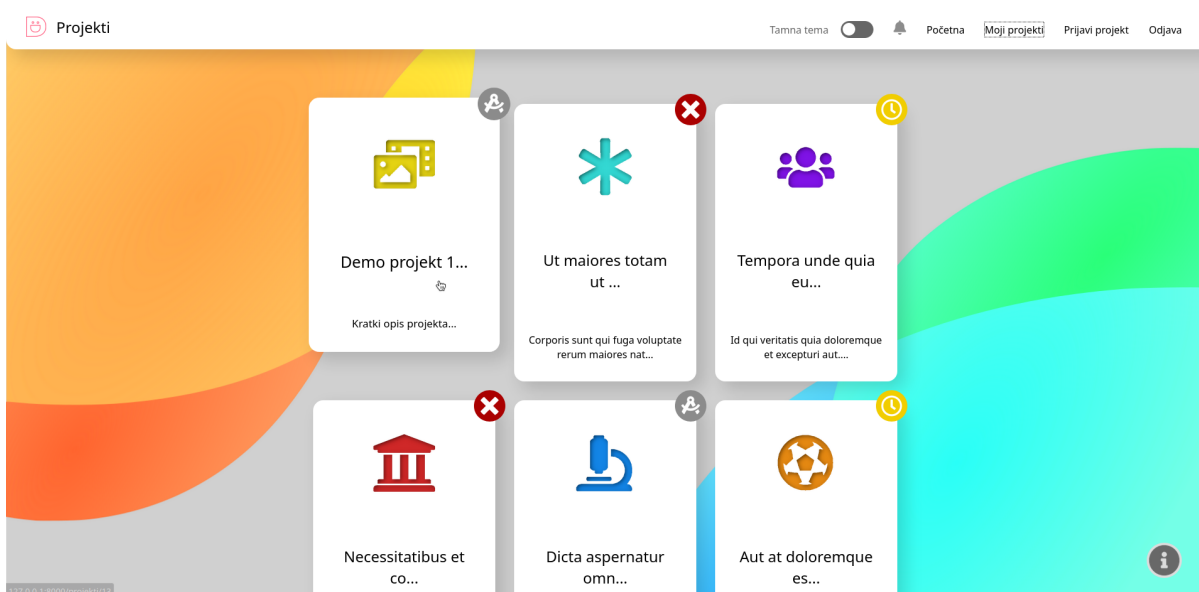 Projekti
Tamna tema
Početna
Moji projekti
Prijavi projekt
Odjava
Demo projekt 1...
Kratki opis projekta...
Ut maiores totam
ut ...
Corporis sunt qui fuga voluptate
rerum maiores nat...
Tempora unde quia
eu...
Id qui veritatis quia doloremque
et excepturi aut....
Necessitatibus et
co...
Dicta aspernatur
omn...
Aut at doloremque
es...